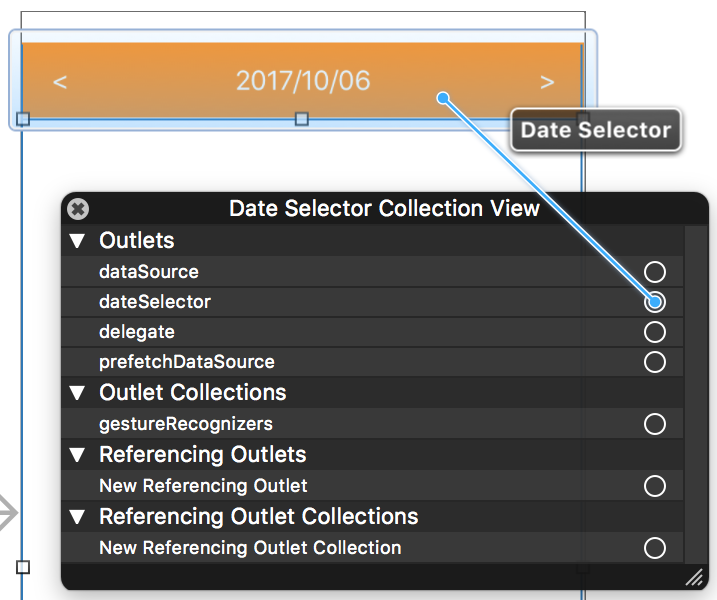 < 2017/10/06 >
Date Selector
Date Selector Collection View
Outlets
dataSource
dateSelector
delegate
prefetchDataSource
Outlet Collections
gestureRecognizers
Referencing Outlets
New Referencing Outlet
Referencing Outlet Collections
New Referencing Outlet Collection